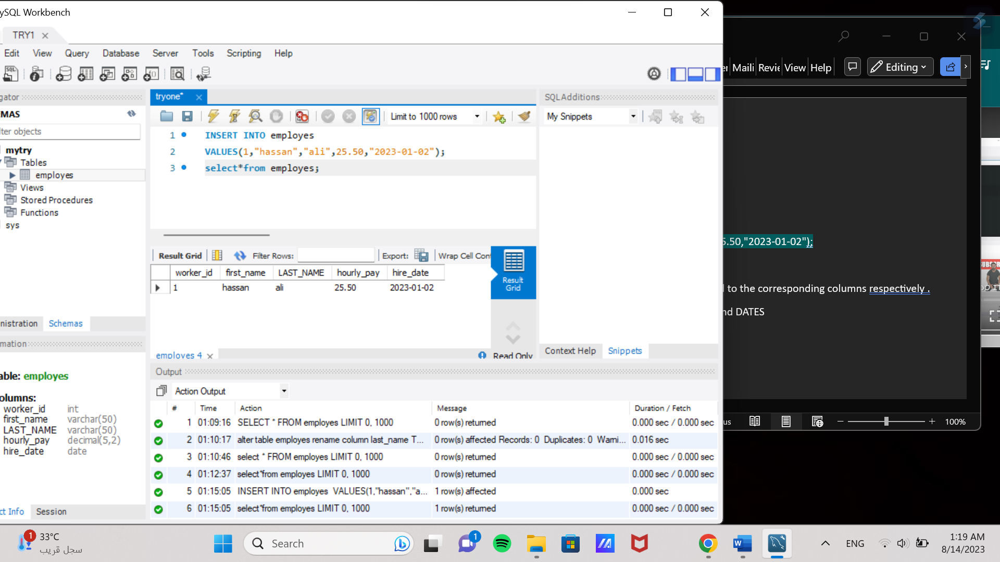 ySQL Workbench
TRY1
Edit View Query Database Server Tools Scripting Help
gator
MAS
ter objects
mytry
Tables
employes
Views
Stored Procedures
Functions
sys
nistration Schemas
mation
able: employes
olumns:
worker_id int
first_name varchar(50)
LAST_NAME varchar(50)
hourly_pay decimal(5,2)
hire_date date
ct Info Session
tryone*
Limit to 1000 rows
1 INSERT INTO employes
2 VALUES(1,"hassan","ali",25.50,"2023-01-02");
3 select*from employes;
Result Grid Filter Rows: Export: Wrap Cell Cont
worker_id first_name LAST_NAME hourly_pay hire_date
1 hassan ali 25.50 2023-01-02
Result
Grid
employes 4 Read Only
SQLAdditions
My Snippets
Context Help Snippets
Output
Action Output
# Time Action Message Duration / Fetch
1 01:09:16 SELECT * FROM employes LIMIT 0, 1000 0 row(s) returned 0.000 sec / 0.000 sec
2 01:10:17 alter table employes rename column last_name T... 0 row(s) affected Records: 0 Duplicates: 0 Warni... 0.016 sec
3 01:10:46 select * FROM employes LIMIT 0, 1000 0 row(s) returned 0.000 sec / 0.000 sec
4 01:12:37 select*from employes LIMIT 0, 1000 0 row(s) returned 0.000 sec / 0.000 sec
5 01:15:05 INSERT INTO employes VALUES(1,"hassan","a... 1 row(s) affected 0.000 sec
6 01:15:05 select*from employes LIMIT 0, 1000 1 row(s) returned 0.000 sec / 0.000 sec
er Maili Revie View Help Editing
5.50,"2023-01-02");
l to the corresponding columns respectively .
nd DATES
us 100%
1 33°C
سجل قريب
Search
1
ENG
1:19 AM
8/14/2023